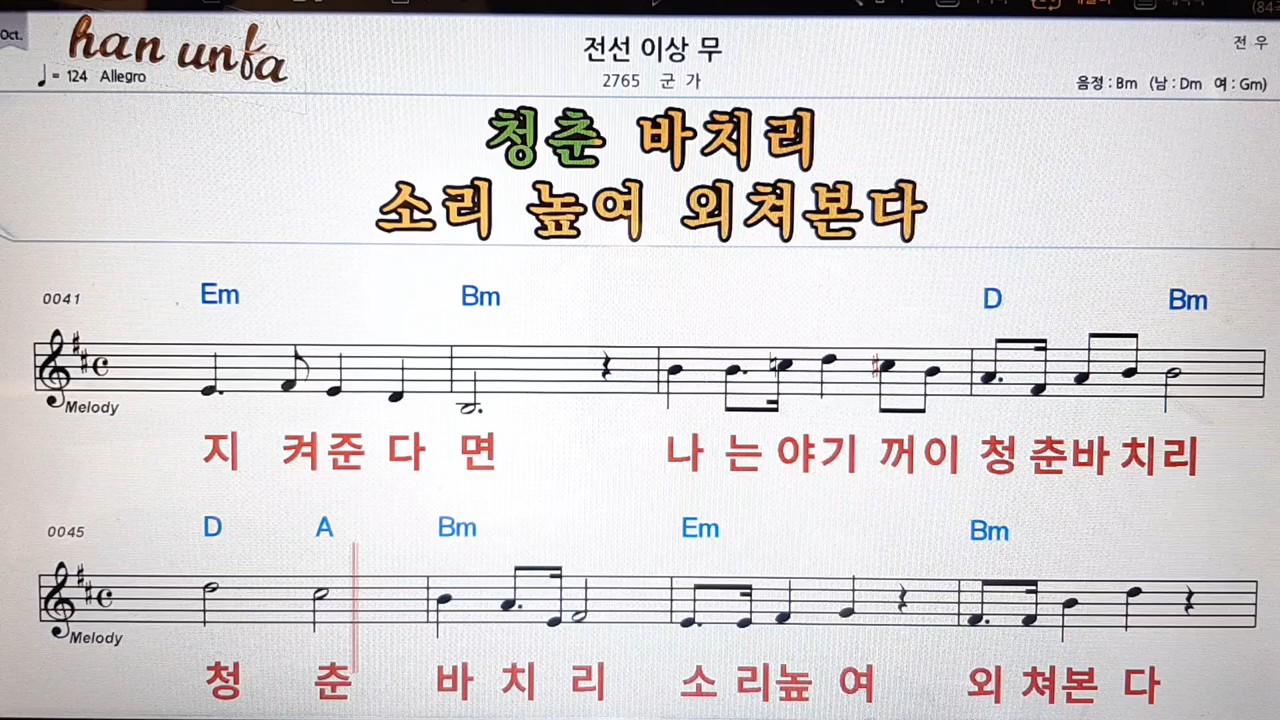 Oct.
han unfa
전선 이상 무
전 우
= 124 Allegro
2765 군 가
음정 : Bm (남 : Dm 여 : Gm)
청춘 바치리
소리 높여 외쳐본다
0041 Em Bm D Bm
Melody
지 켜준 다 면 나 는 야기 꺼이 청 춘바 치리
0045 D A Bm Em Bm
Melody
청 춘 바 치 리 소 리높 여 외 쳐본 다